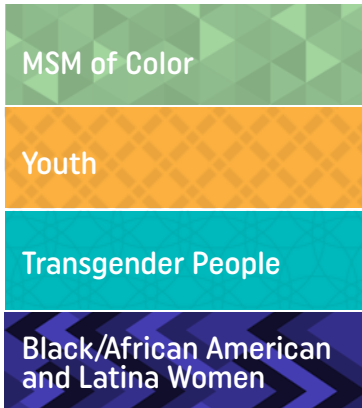 MSM of Color
Youth
Transgender People
Black/African American
and Latina Women